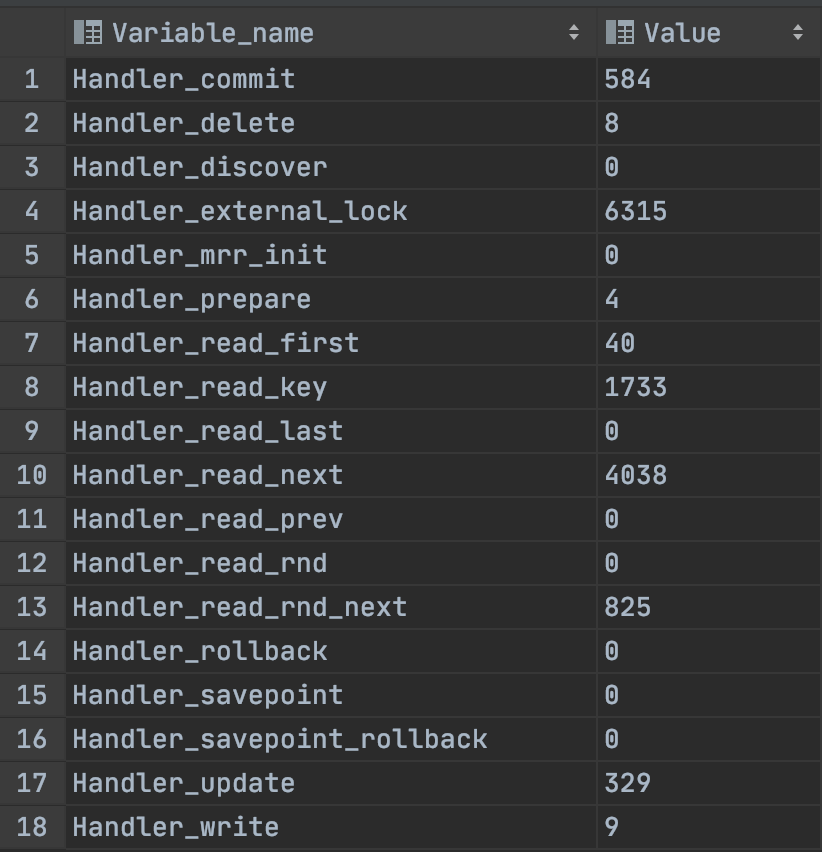 Variable_name Value
1 Handler_commit 584
2 Handler_delete 8
3 Handler_discover 0
4 Handler_external_lock 6315
5 Handler_mrr_init 0
6 Handler_prepare 4
7 Handler_read_first 40
8 Handler_read_key 1733
9 Handler_read_last 0
10 Handler_read_next 4038
11 Handler_read_prev 0
12 Handler_read_rnd 0
13 Handler_read_rnd_next 825
14 Handler_rollback 0
15 Handler_savepoint 0
16 Handler_savepoint_rollback 0
17 Handler_update 329
18 Handler_write 9